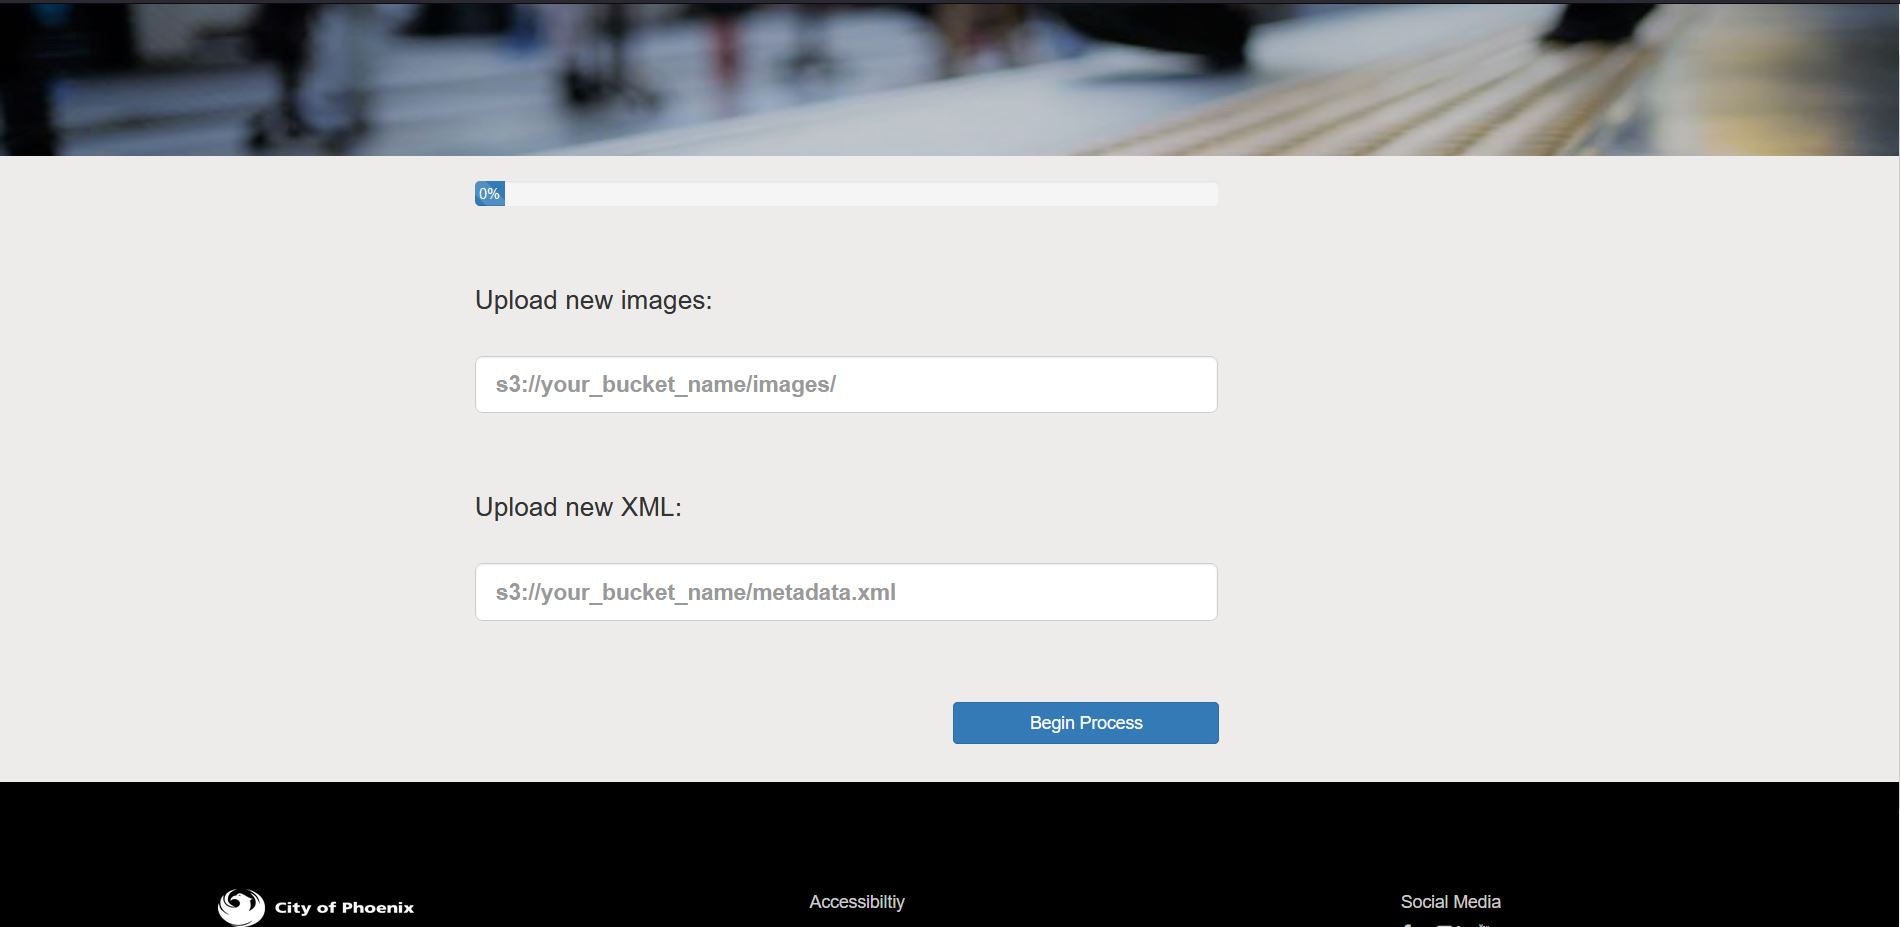 0%
Upload new images:
s3://your_bucket_name/images/
Upload new XML:
s3://your_bucket_name/metadata.xml
Begin Process
City of Phoenix
Accessibiltiy
Social Media